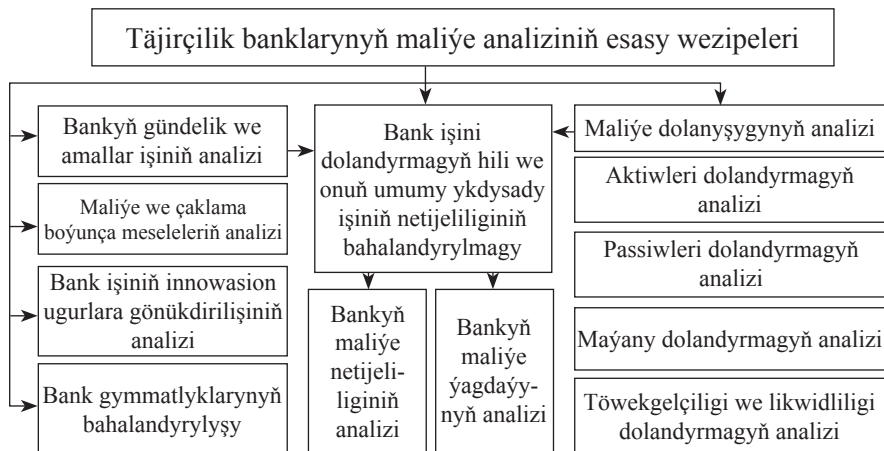 Täjirçilik banklarynyň maliýe analiziniň esasy wezipeleri
Bankyň gündelik we
amallar işiniň analizi
Maliýe we çaklama
boýunça meseleleriň analizi
Bank işiniň innowasion
ugurlara gönükdirilişiniň
analizi
Bank gymmatlyklarynyň
bahalandyrylyşy
Bank işini
dolandyrmagyň hili we
onuň umumy ykdysady
işiniň netijeliliginiň
bahalandyrylmagy
Bankyň
maliýe
netijeli-
liginiň
analizi
Bankyň
maliýe
ýagdaýy-
nyň analizi
Maliýe dolanyşygynyň analizi
Aktiwleri dolandyrmagyň
analizi
Passiwleri dolandyrmagyň
analizi
Maýany dolandyrmagyň analizi
Töwekgelçiligi we likwidliligi
dolandyrmagyň analizi